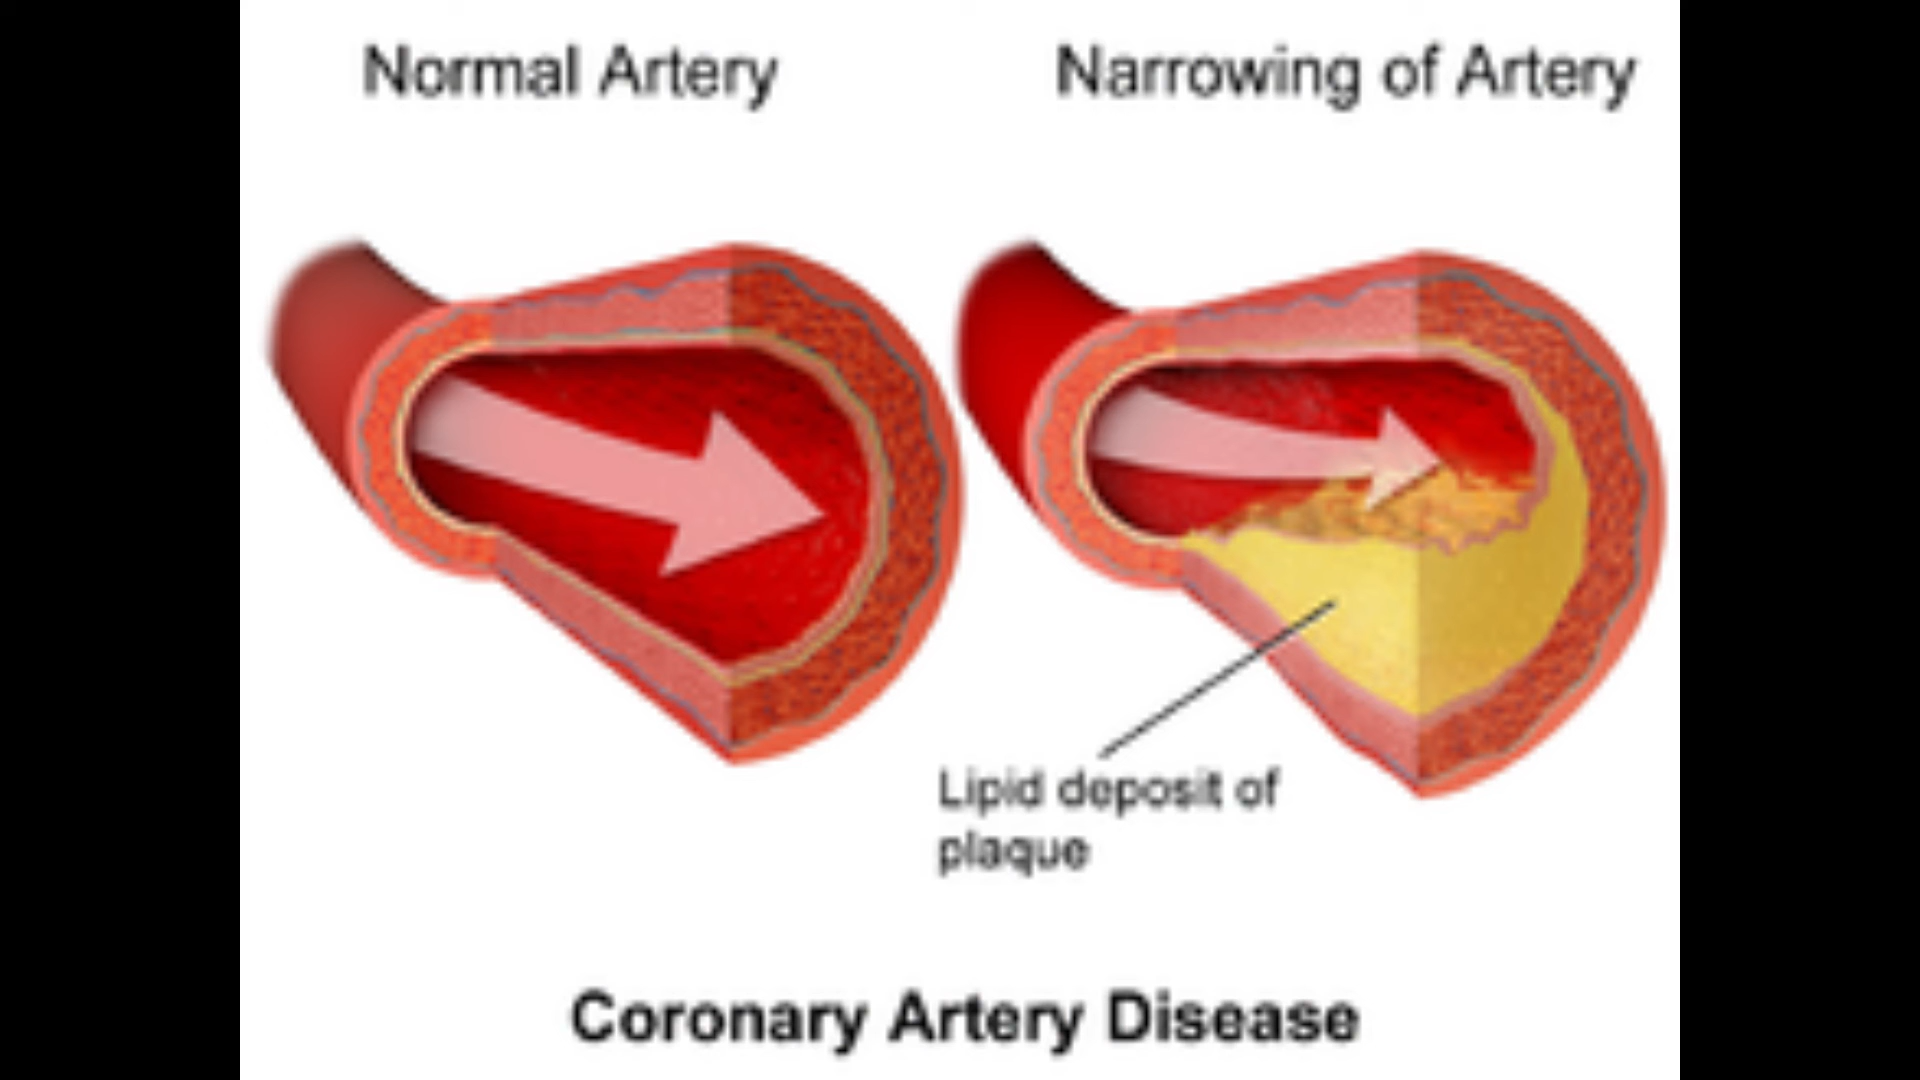 Normal Artery
Narrowing of Artery
Lipid deposit of
plaque
Coronary Artery Disease